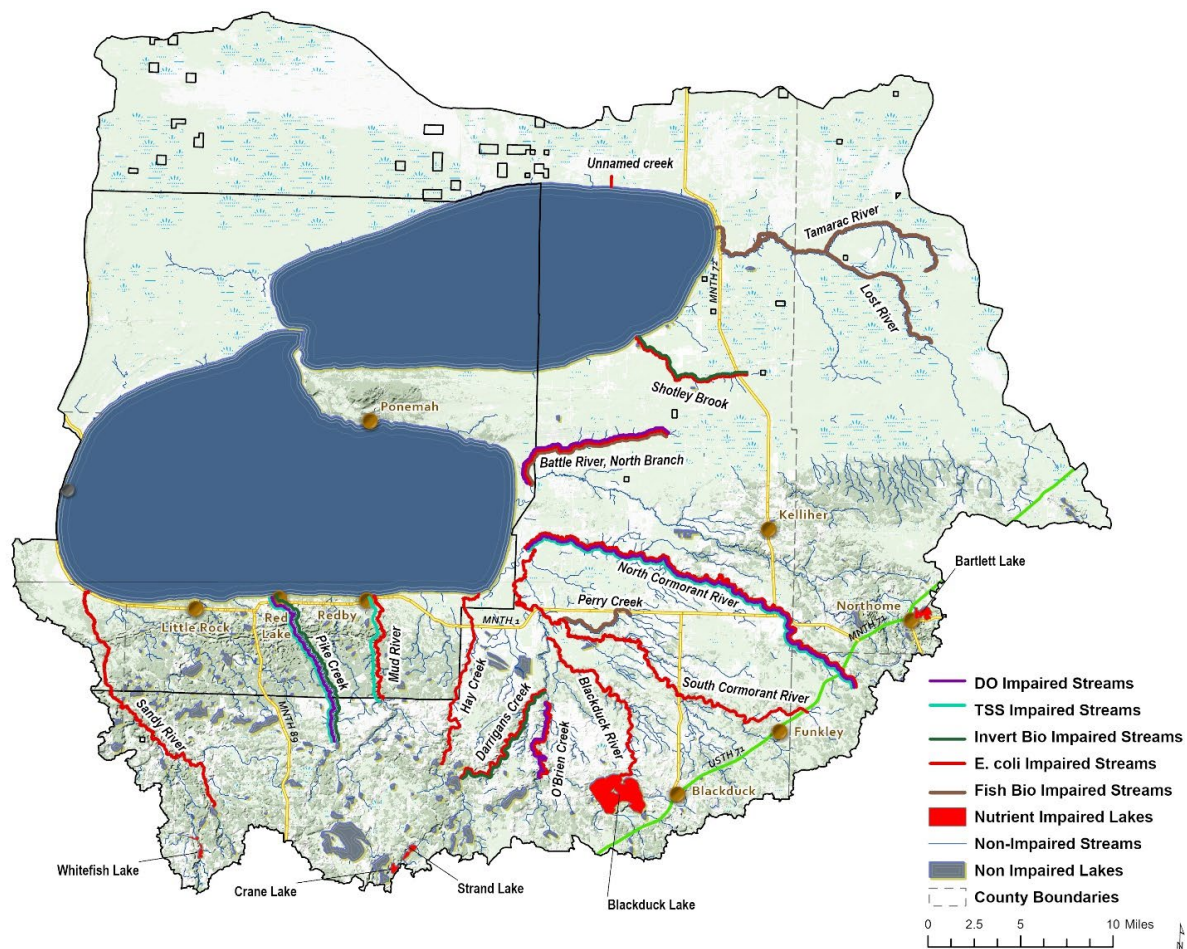 Unnamed creek
Tamarac River
MNTH 72
Lost River
Shotley Brook
Ponemah
Battle River, North Branch
Kelliher
Bartlett Lake
North Cormorant River
Northome
Perry Creek
Little Rock
Red
Lake
Redby
MNTH 1
MNTH 71
Pike Creek
Mud River
Hay Creek
Blackduck River
South Cormorant River
Darrigans Creek
Sandy River
MNTH 89
O'Brien Creek
Funkley
USTH 71
Blackduck
Whitefish Lake
Crane Lake
Strand Lake
Blackduck Lake
DO Impaired Streams
TSS Impaired Streams
Invert Bio Impaired Streams
E. coli Impaired Streams
Fish Bio Impaired Streams
Nutrient Impaired Lakes
Non-Impaired Streams
Non Impaired Lakes
County Boundaries
0 2.5 5 10 Miles
N